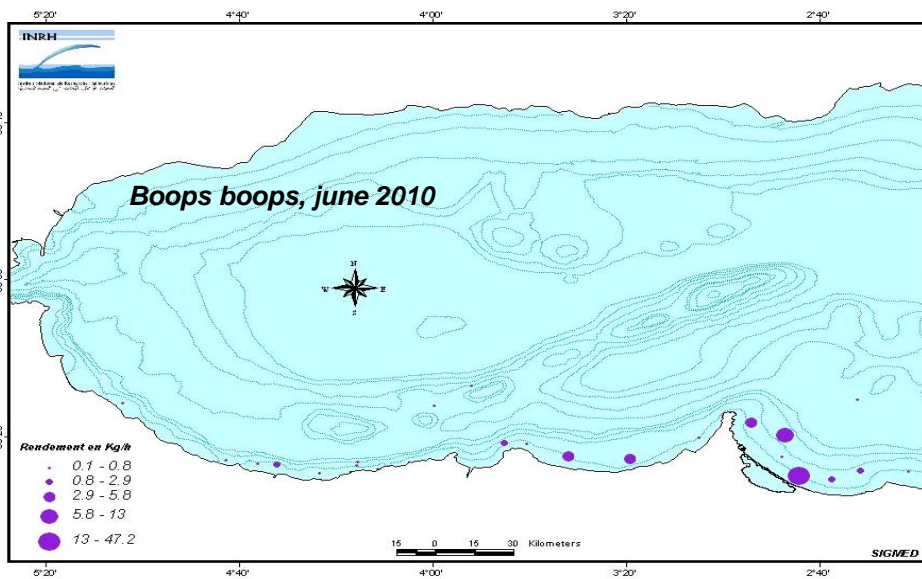 5°20' 4°40' 4°00' 3°20' 2°40'
INRH
Boops boops, june 2010
N
W E
S
Rendement en Kg/h
0.1 - 0.8
0.8 - 2.9
2.9 - 5.8
5.8 - 13
13 - 47.2
15 0 15 30 Kilometers
SIGMED
5°20' 4°40' 4°00' 3°20' 2°40'